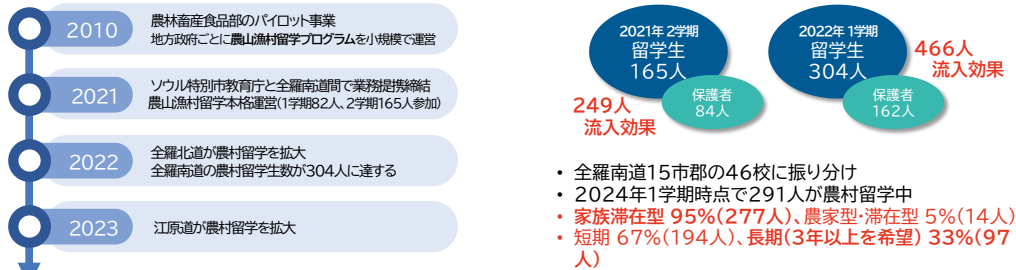 2010
農林畜産食品部のパイロット事業
地方政府ごとに農山漁村留学プログラムを小規模で運営
2021
ソウル特別市教育庁と全羅南道間で業務提携締結
農山漁村留学本格運営(1学期82人、2学期165人参加)
2022
全羅北道が農村留学を拡大
全羅南道の農村留学生数が304人に達する
2023
江原道が農村留学を拡大
2021年 2学期
留学生
165人
保護者
84人
249人
流入効果
2022年 1学期
留学生
304人
保護者
162人
466人
流入効果
• 全羅南道15市郡の46校に振り分け
• 2024年1学期時点で291人が農村留学中
• 家族滞在型 95%(277人)、農家型・滞在型 5%(14人)
• 短期 67%(194人)、長期(3年以上を希望) 33%(97
人)